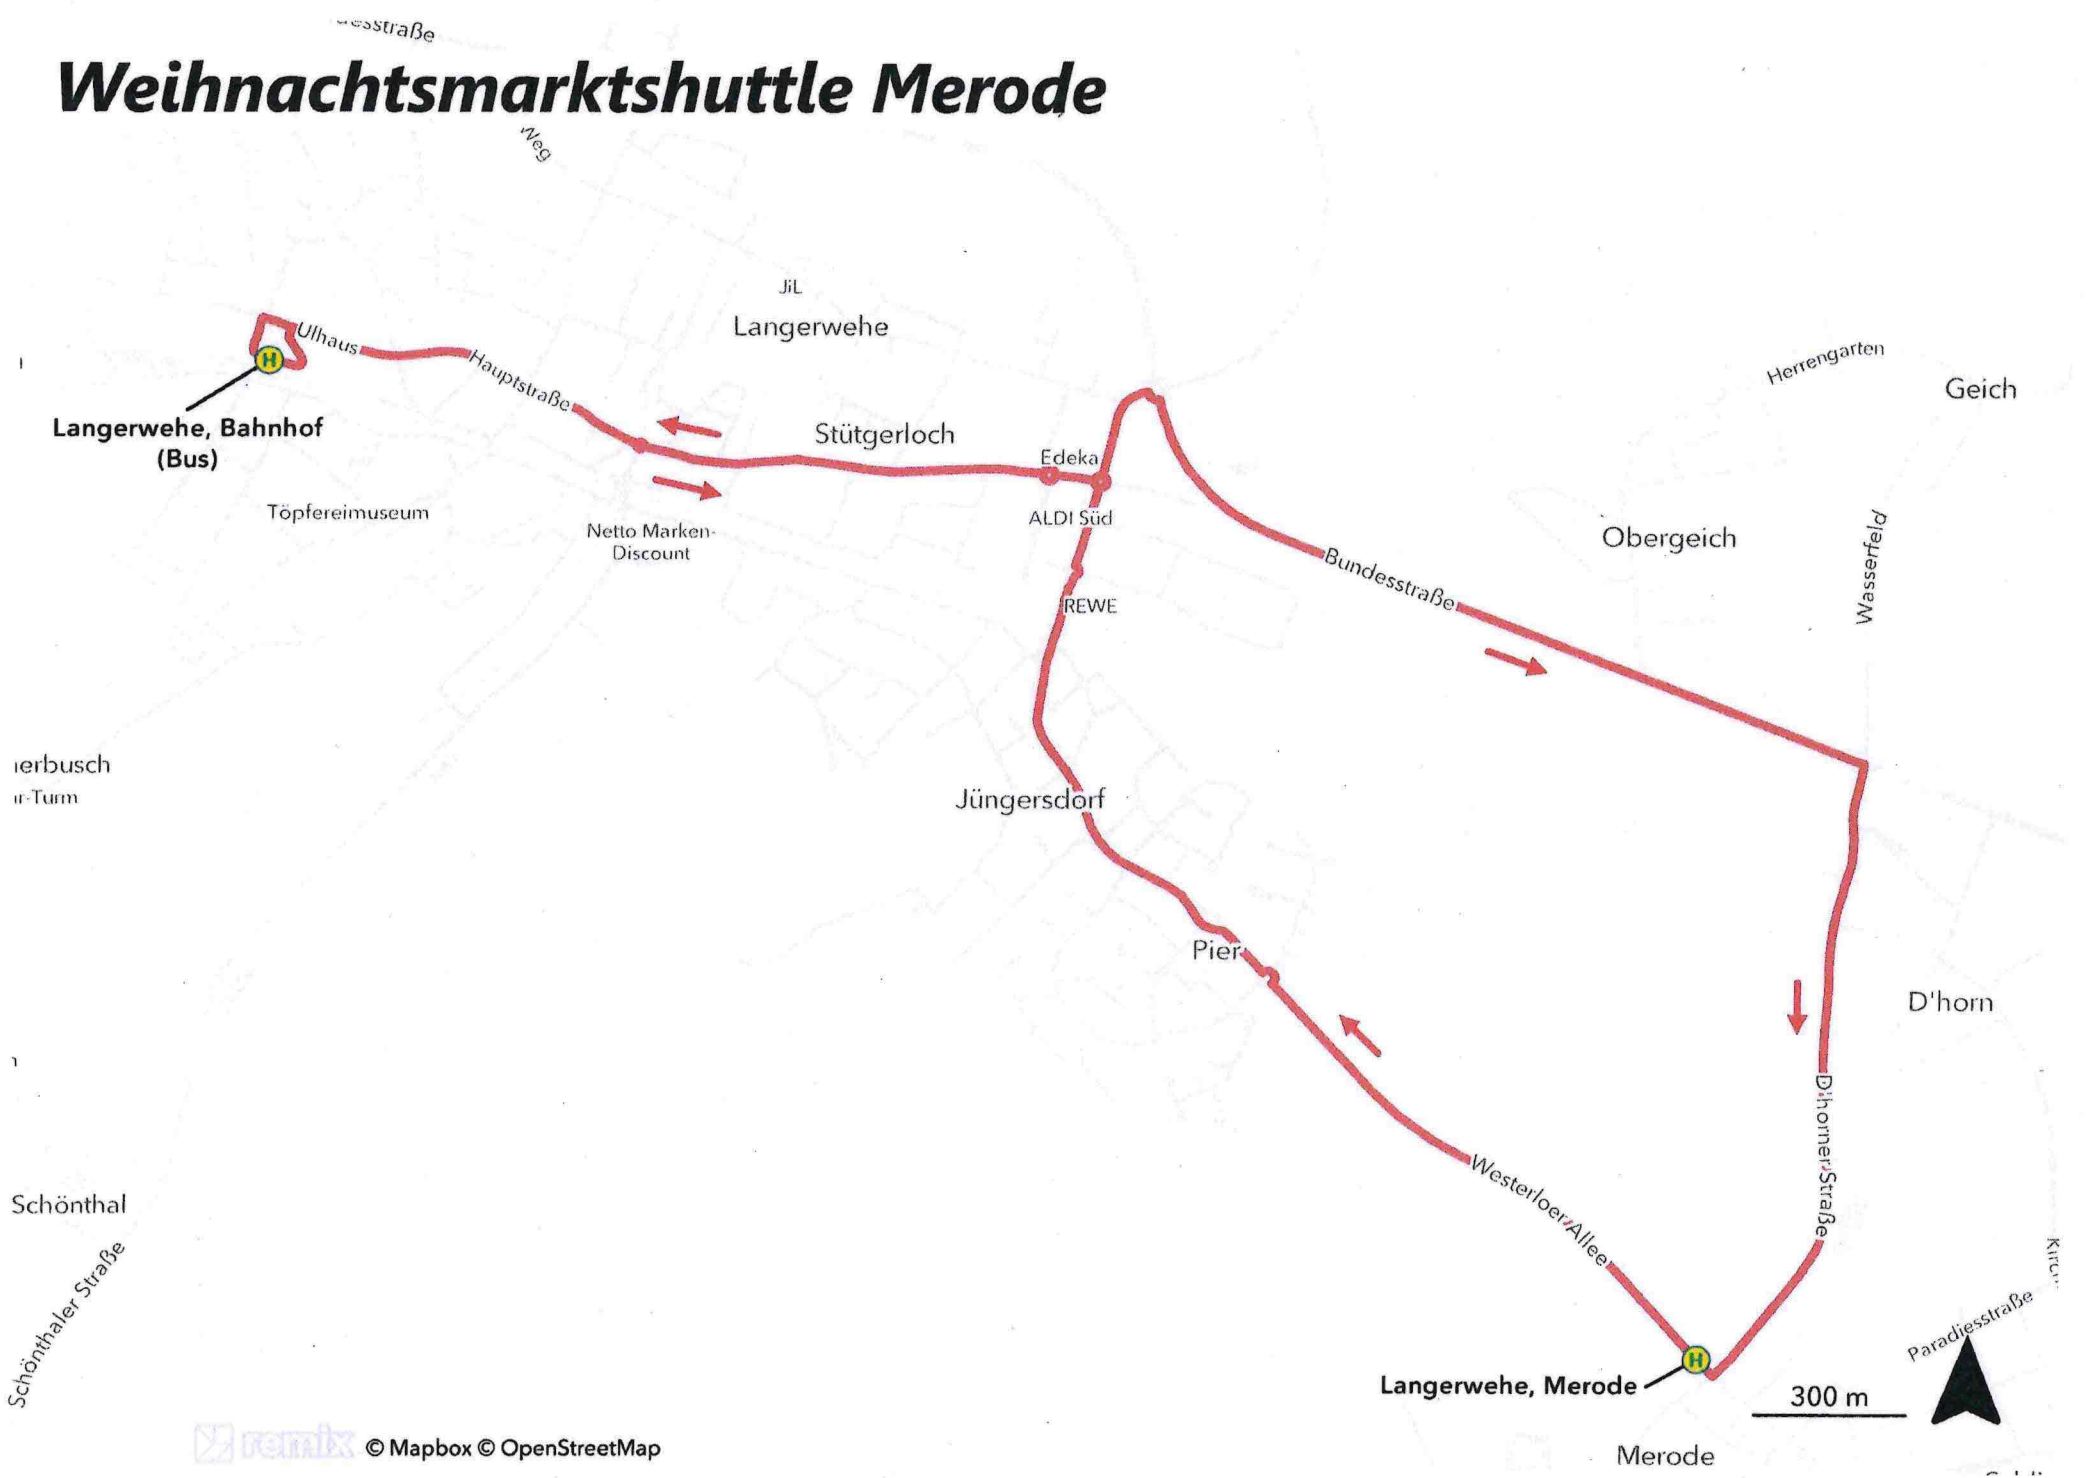 Weihnachtsmarktshuttle Merode
Weg
JiL
Langerwehe
Ulhaus
Hauptstraße
Herrengarten
Geich
Langerwehe, Bahnhof
(Bus)
Stütgerloch
Edeka
Töpfereimuseum
Netto Marken-
Discount
ALDI Süd
Bundesstraße
Obergeich
Wasserfeld
REWE
Jüngersdorf
Pier
D'horn
D'horner Straße
Westerloer Allee
Schönthal
Schönthaler Straße
Paradiesstraße
Langerwehe, Merode
300 m
Merode
remix © Mapbox © OpenStreetMap